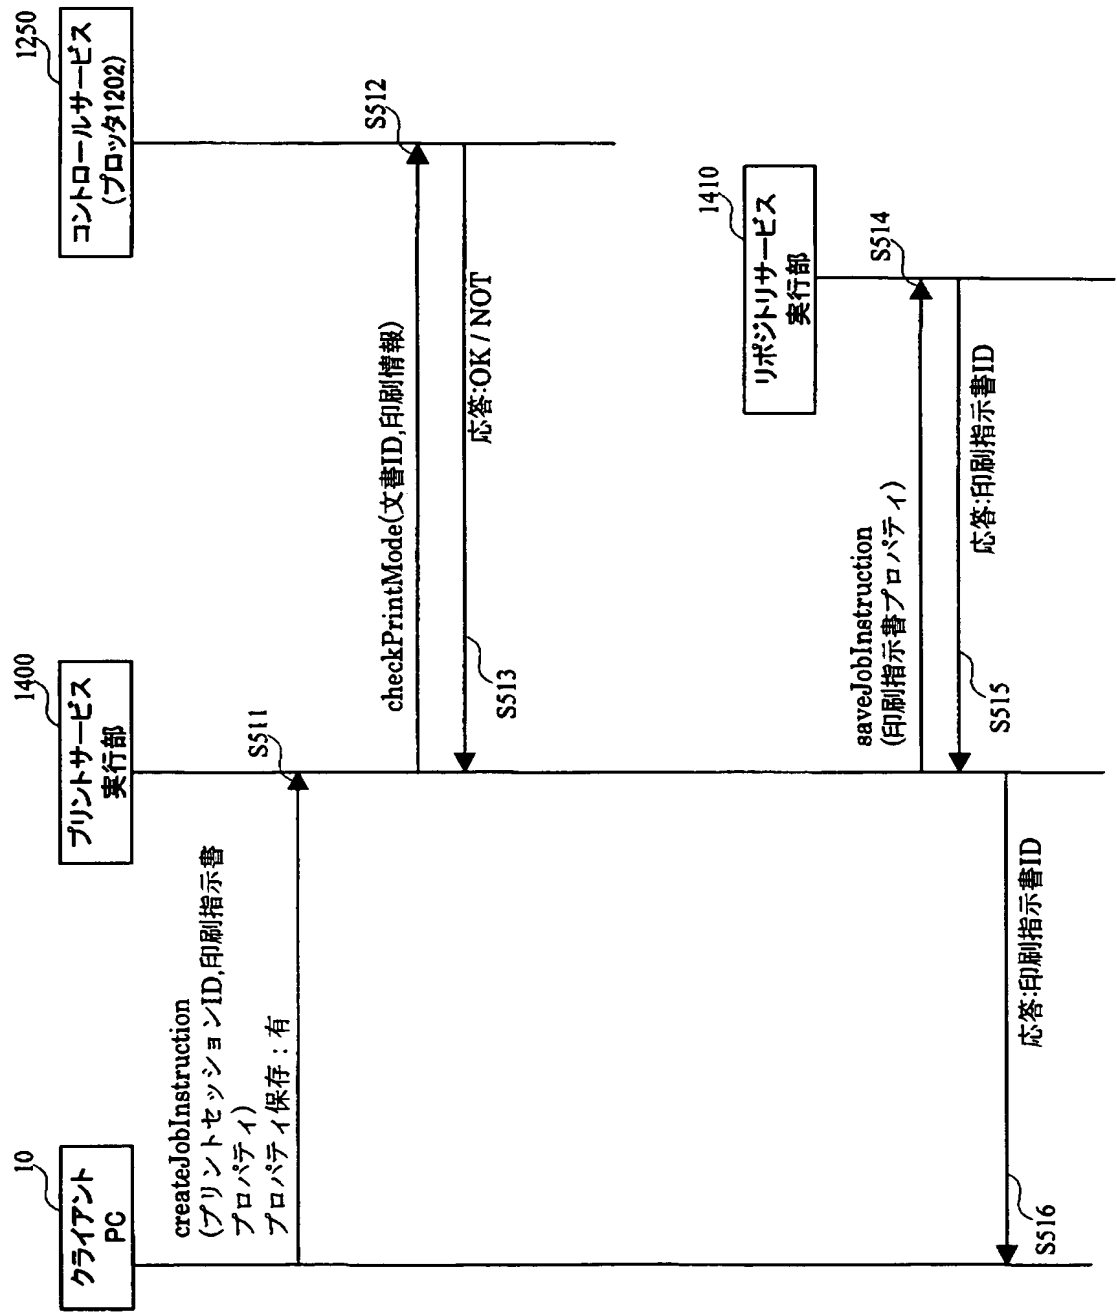 10
クライアント
PC
1400
プリントサービス
実行部
1250
コントロールサービス
(プロッタ1202)
createJobInstruction
(プリントセッションID,印刷指示書
プロパティ)
プロパティ保存：有
S511
checkPrintMode(文書ID,印刷情報)
S512
応答:OK / NOT
S513
1410
リポジトリサービス
実行部
saveJobInstruction
(印刷指示書プロパティ)
S514
応答:印刷指示書ID
S515
応答:印刷指示書ID
S516